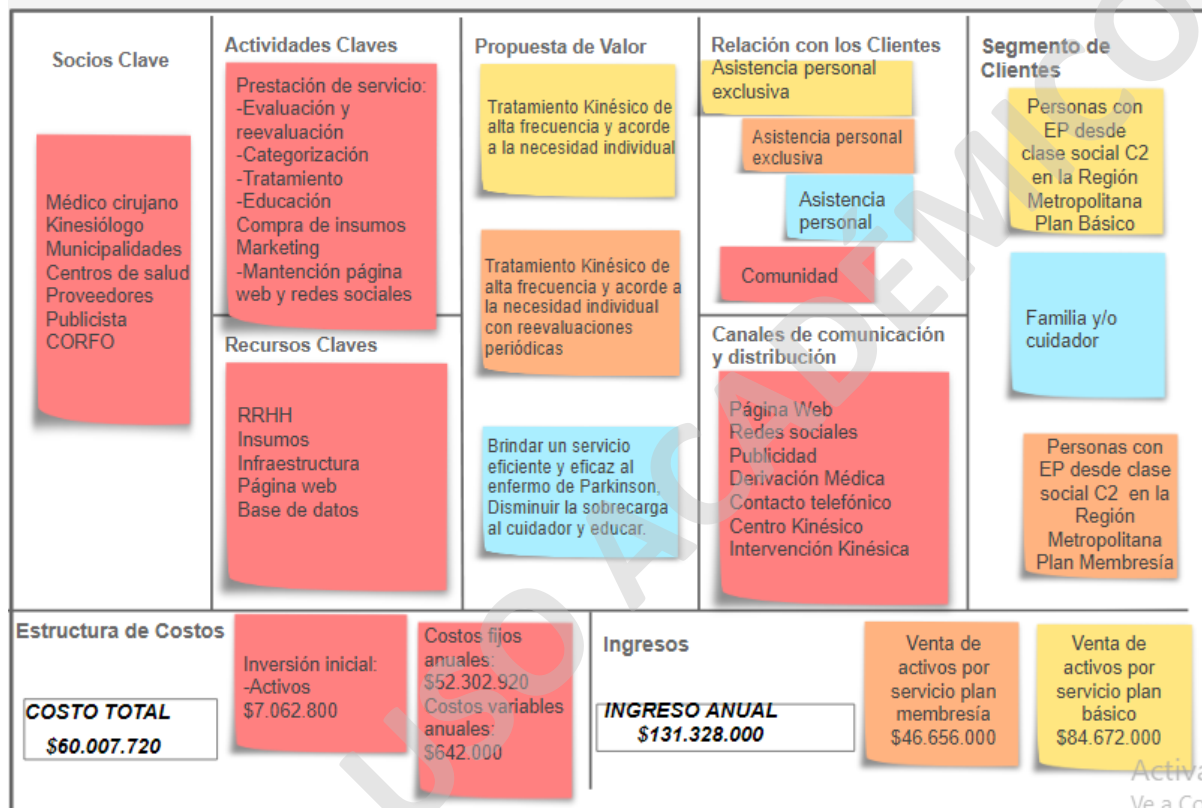 Socios Clave
Médico cirujano
Kinesiólogo
Municipalidades
Centros de salud
Proveedores
Publicista
CORFO
Actividades Claves
Prestación de servicio:
-Evaluación y
reevaluación
-Categorización
-Tratamiento
-Educación
Compra de insumos
Marketing
-Mantención página
web y redes sociales
Recursos Claves
RRHH
Insumos
Infraestructura
Página web
Base de datos
Propuesta de Valor
Tratamiento Kinésico de
alta frecuencia y acorde
a la necesidad individual
Tratamiento Kinésico de
alta frecuencia y acorde a
la necesidad individual
con reevaluaciones
periódicas
Brindar un servicio
eficiente y eficaz al
enfermo de Parkinson,
Disminuir la sobrecarga
al cuidador y educar.
Relación con los Clientes
Asistencia personal
exclusiva
Asistencia personal
exclusiva
Asistencia
personal
Comunidad
Canales de comunicación
y distribución
Página Web
Redes sociales
Publicidad
Derivación Médica
Contacto telefónico
Centro Kinésico
Intervención Kinésica
Segmento de
Clientes
Personas con
EP desde
clase social C2
en la Región
Metropolitana
Plan Básico
Familia y/o
cuidador
Personas con
EP desde clase
social C2 en la
Región
Metropolitana
Plan Membresía
Estructura de Costos
COSTO TOTAL
$60.007.720
Inversión inicial:
-Activos
$7.062.800
Costos fijos
anuales:
$52.302.920
Costos variables
anuales:
$642.000
Ingresos
INGRESO ANUAL
$131.328.000
Venta de
activos por
servicio plan
membresía
$46.656.000
Venta de
activos por
servicio plan
básico
$84.672.000
USO ACADÉMICO
Activa
Ve a Co